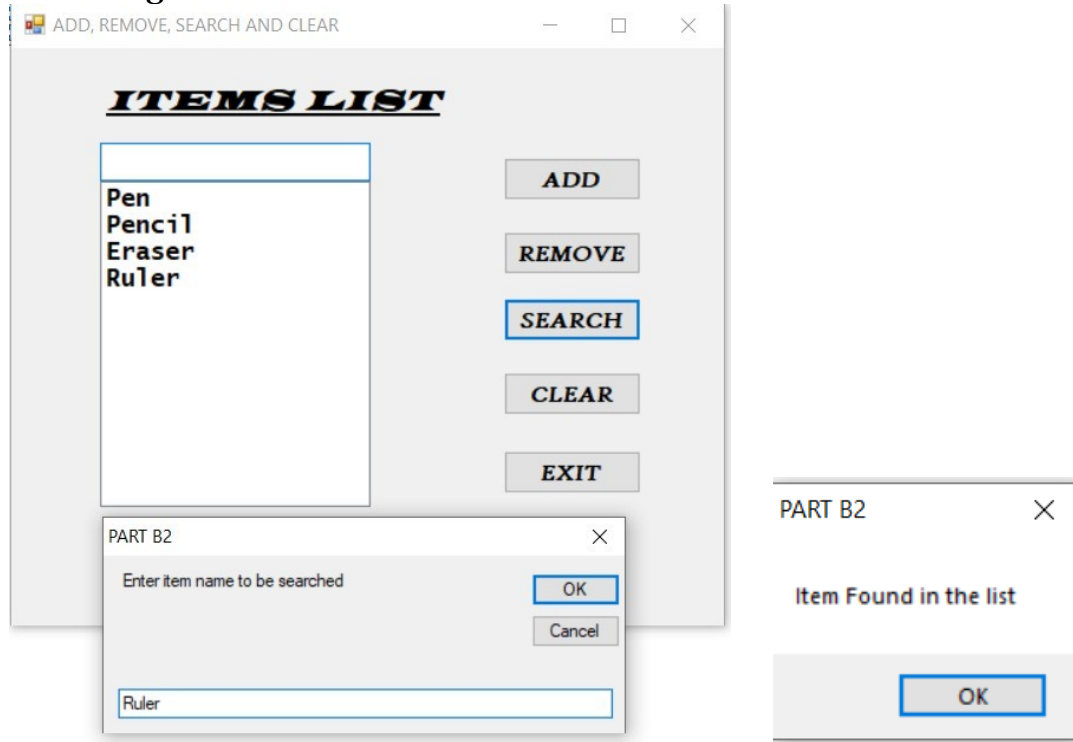 ADD, REMOVE, SEARCH AND CLEAR
ITEMS LIST
Pen
Pencil
Eraser
Ruler
ADD
REMOVE
SEARCH
CLEAR
EXIT
PART B2
Enter item name to be searched
OK
Cancel
Ruler
PART B2
Item Found in the list
OK